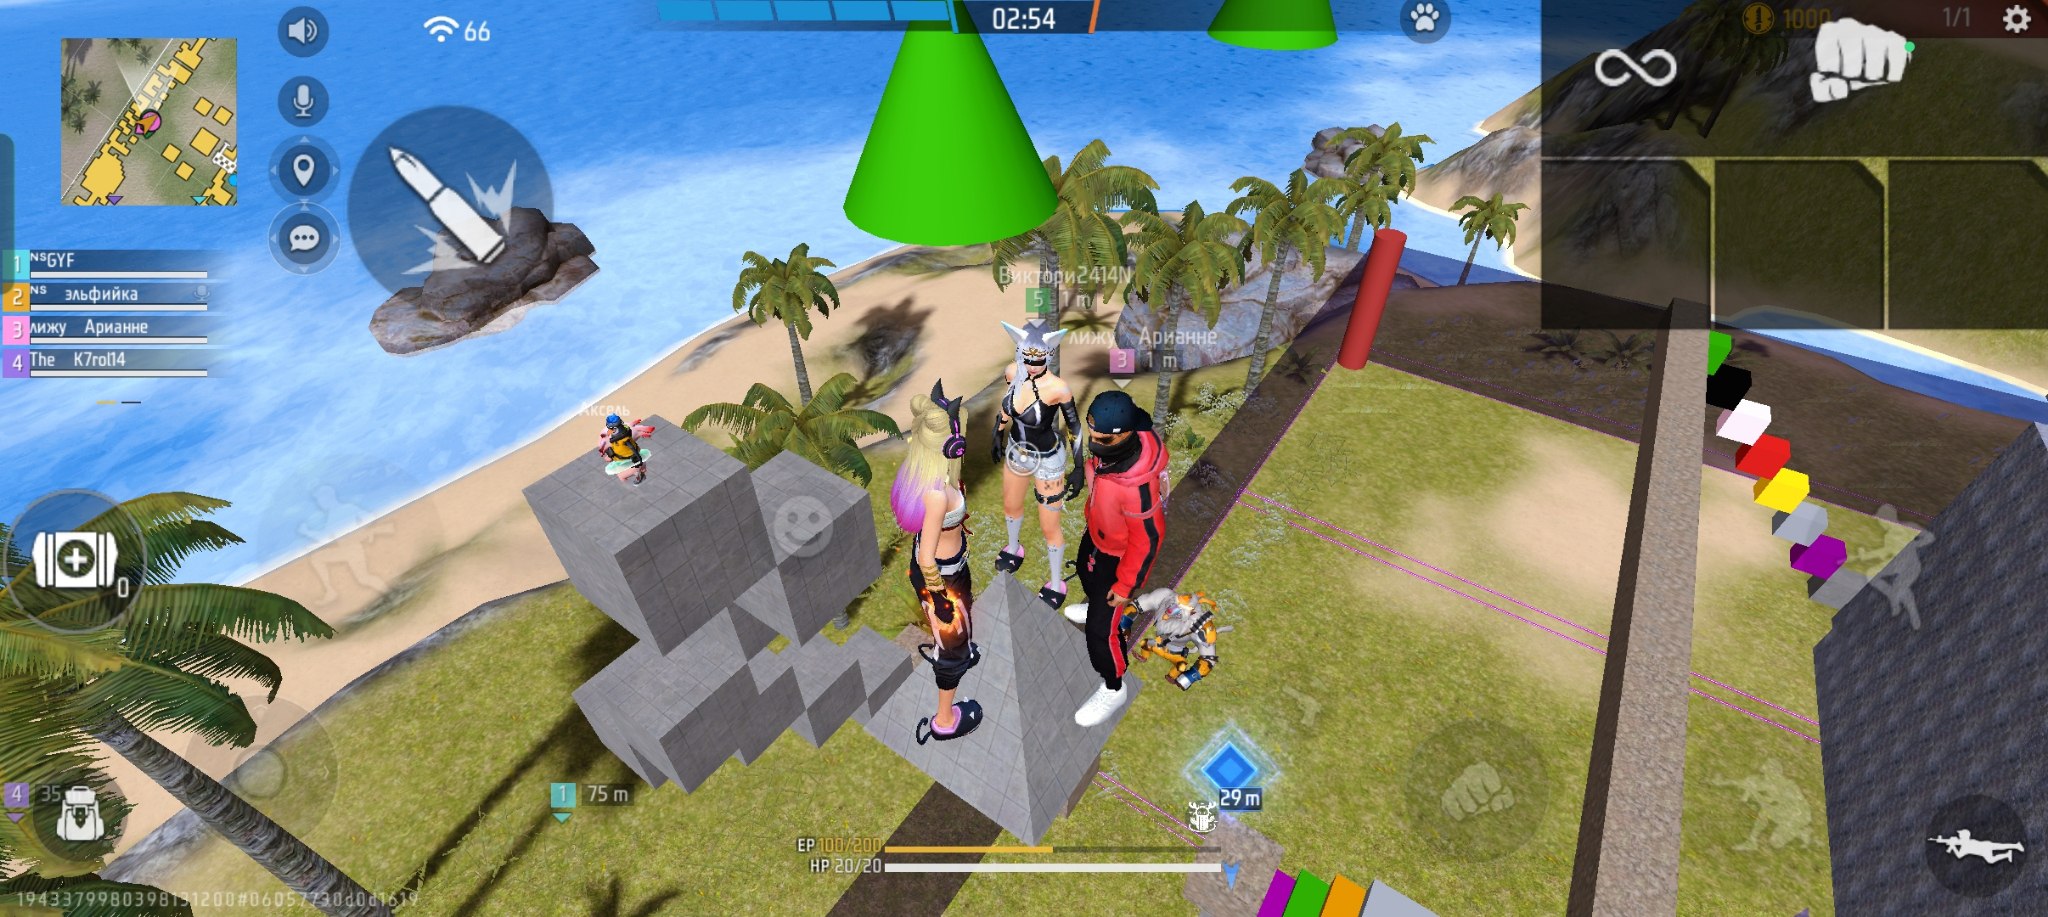 66
02:54
1000
1/1
1 NSGYF
2 NS эльфийка
3 лижу Арианне
4 The K7rol14
Виктори2414N
5 1 m
лижу Арианне
3 1 m
Аксель
0
4 35
1 75 m
29 m
EP 100/200
HP 20/20
1943379980398131200#06057730d0d1619